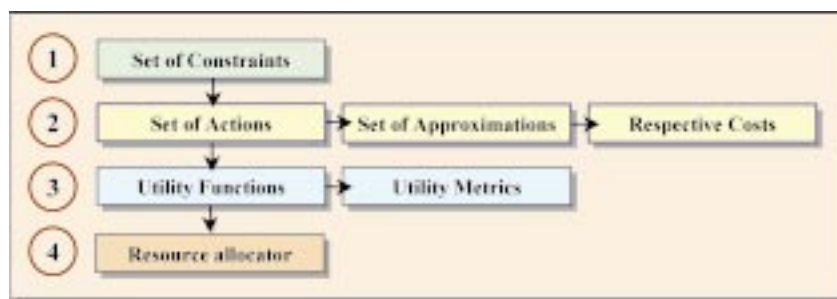 1 Set of Constraints
2 Set of Actions Set of Approximations Respective Costs
3 Utility Functions Utility Metrics
4 Resource allocator